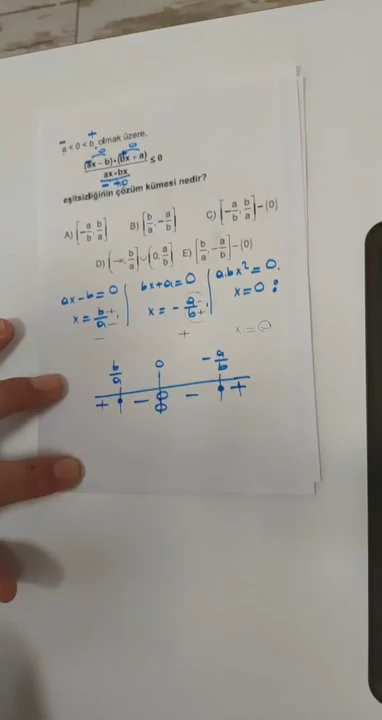 − +
a < 0 < b olmak üzere,
(ax − b)·(bx + a) / ax·bx ≤ 0
eşitsizliğinin çözüm kümesi nedir?
A) [−a/b, b/a] B) [b/a, −a/b] C) [−a/b, b/a] − {0}
D) (−∞, b/a] ∪ (0, a/b] E) [b/a, −a/b] − {0}
ax − b = 0 bx + a = 0 a.bx² = 0
x = b/a x = − a/b x = 0
− + x = 0
b/a 0 − a/b
+ − − +